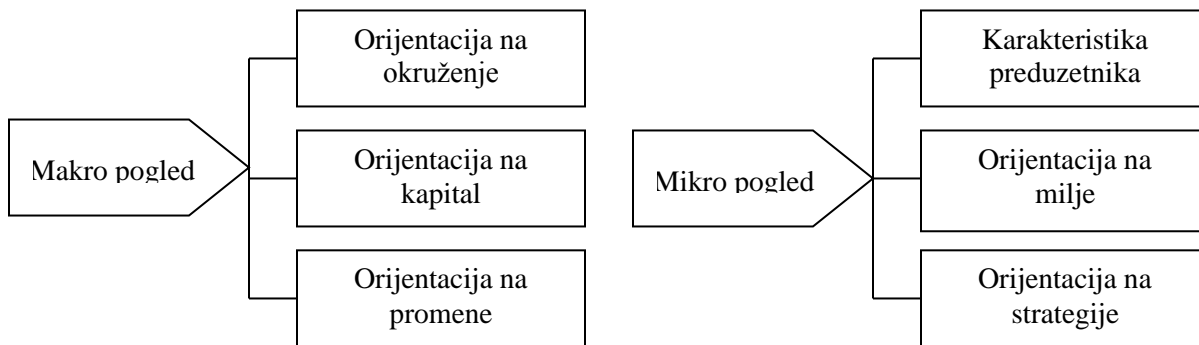 Makro pogled
Orijentacija na
okruženje
Orijentacija na
kapital
Orijentacija na
promene
Mikro pogled
Karakteristika
preduzetnika
Orijentacija na
milje
Orijentacija na
strategije